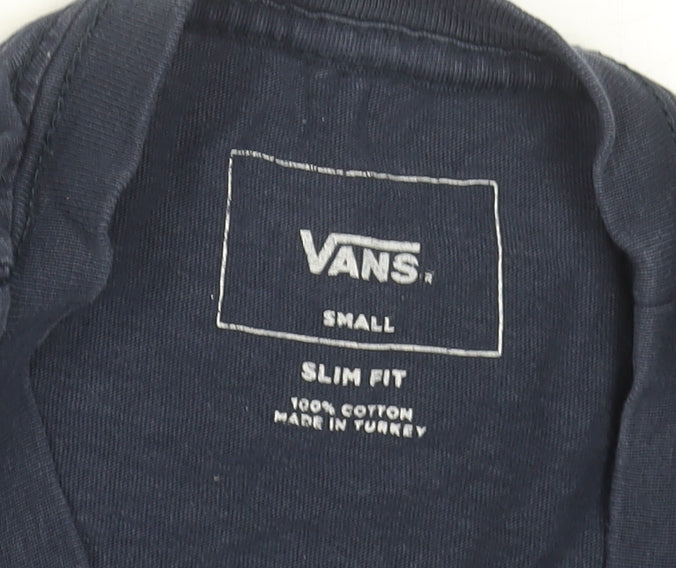 VANS®
SMALL
SLIM FIT
100% COTTON
MADE IN TURKEY